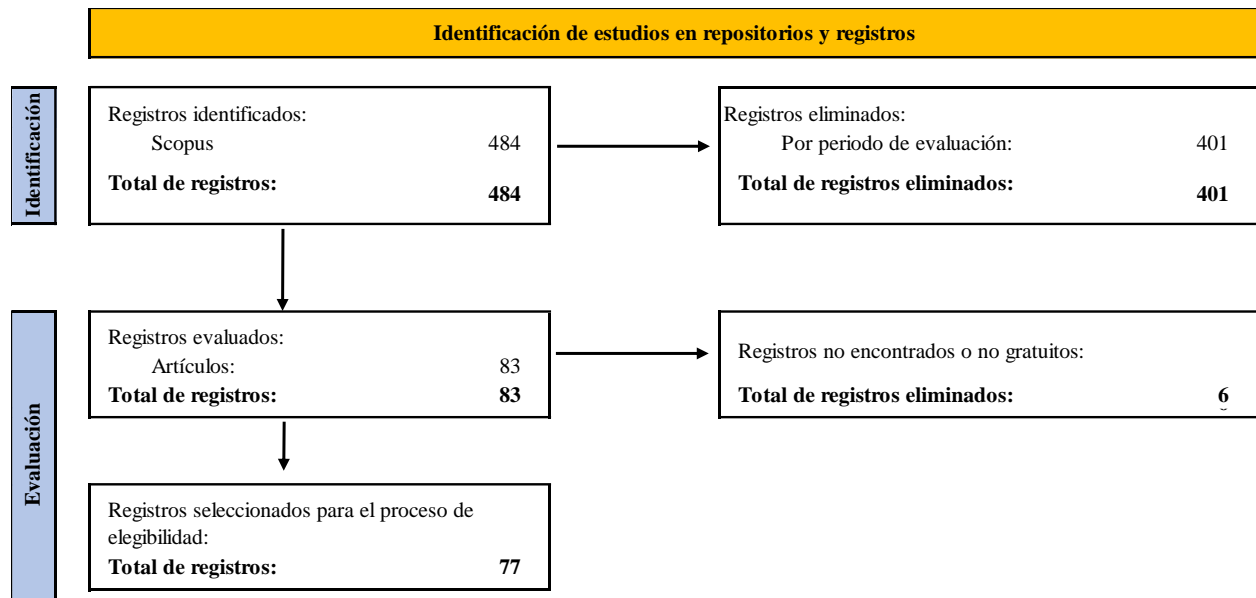 Identificación de estudios en repositorios y registros
Identificación
Registros identificados:
Scopus 484
Total de registros: 484
Registros eliminados:
Por periodo de evaluación: 401
Total de registros eliminados: 401
Evaluación
Registros evaluados:
Artículos: 83
Total de registros: 83
Registros no encontrados o no gratuitos:
Total de registros eliminados: 6
Registros seleccionados para el proceso de
elegibilidad:
Total de registros: 77